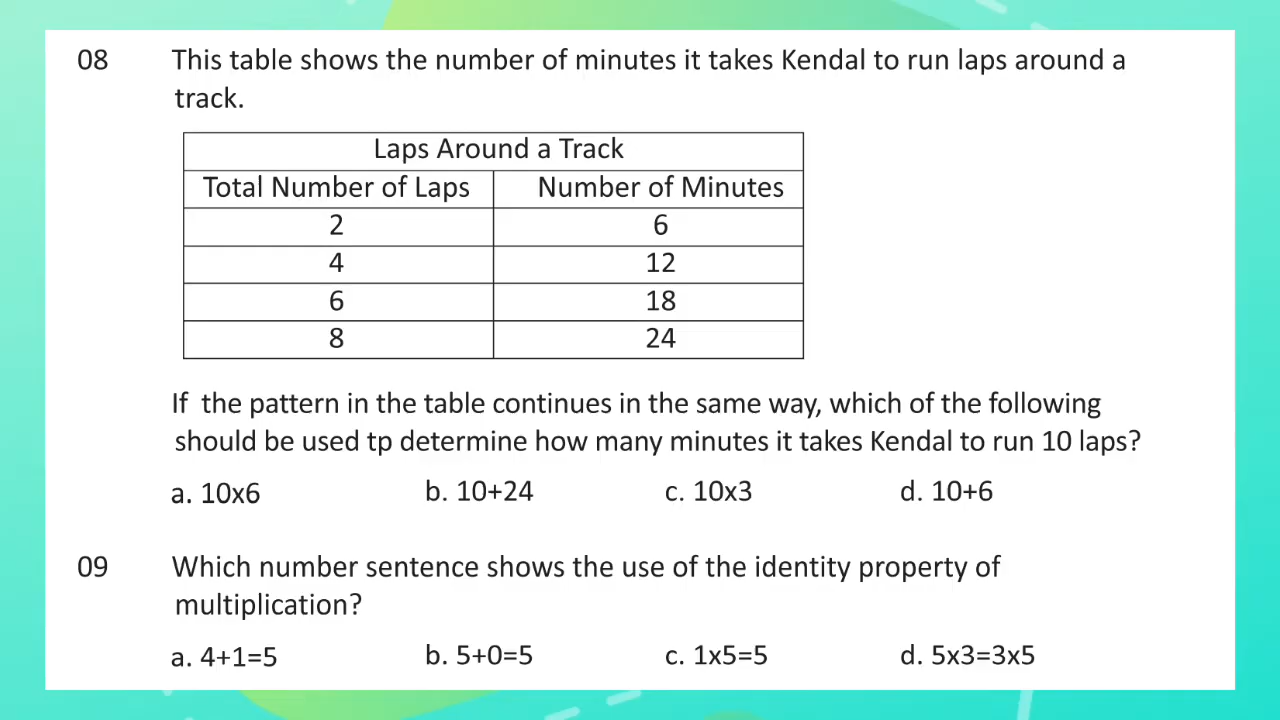 08 This table shows the number of minutes it takes Kendal to run laps around a
track.
Laps Around a Track
Total Number of Laps Number of Minutes
2 6
4 12
6 18
8 24
If the pattern in the table continues in the same way, which of the following
should be used tp determine how many minutes it takes Kendal to run 10 laps?
a. 10x6 b. 10+24 c. 10x3 d. 10+6
09 Which number sentence shows the use of the identity property of
multiplication?
a. 4+1=5 b. 5+0=5 c. 1x5=5 d. 5x3=3x5